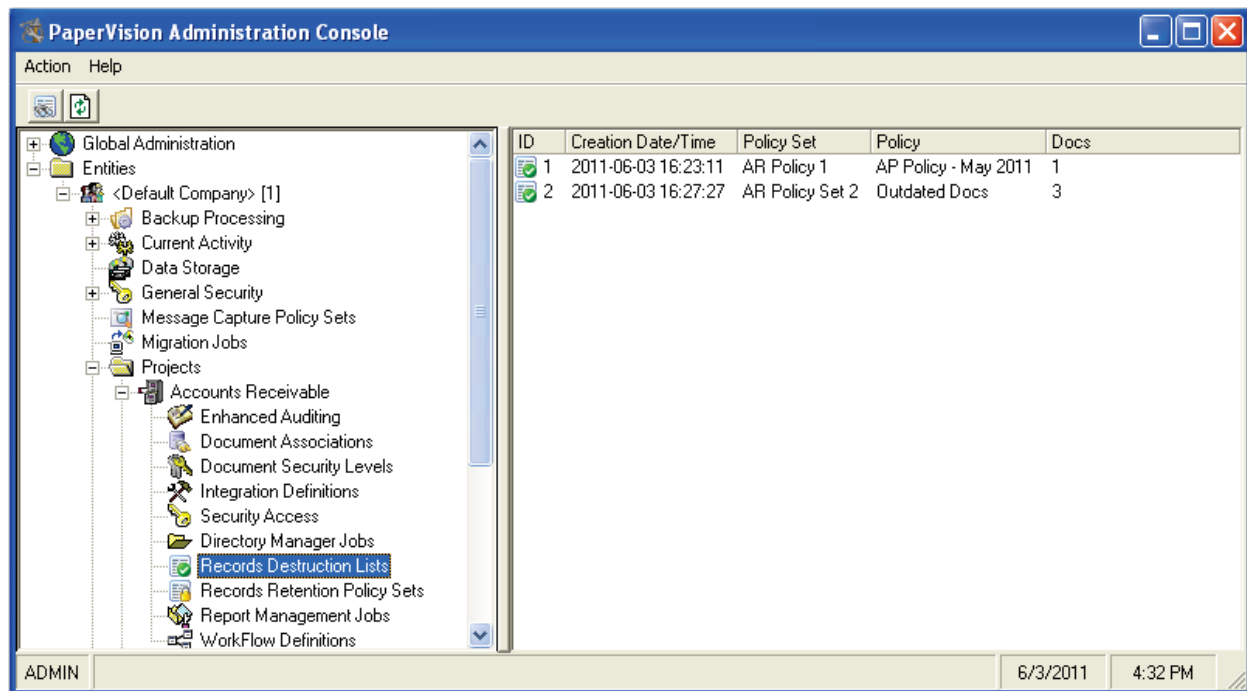 PaperVision Administration Console
Action Help
Global Administration
Entities
<Default Company> [1]
Backup Processing
Current Activity
Data Storage
General Security
Message Capture Policy Sets
Migration Jobs
Projects
Accounts Receivable
Enhanced Auditing
Document Associations
Document Security Levels
Integration Definitions
Security Access
Directory Manager Jobs
Records Destruction Lists
Records Retention Policy Sets
Report Management Jobs
WorkFlow Definitions
ID Creation Date/Time Policy Set Policy Docs
1 2011-06-03 16:23:11 AR Policy 1 AP Policy - May 2011 1
2 2011-06-03 16:27:27 AR Policy Set 2 Outdated Docs 3
ADMIN 6/3/2011 4:32 PM